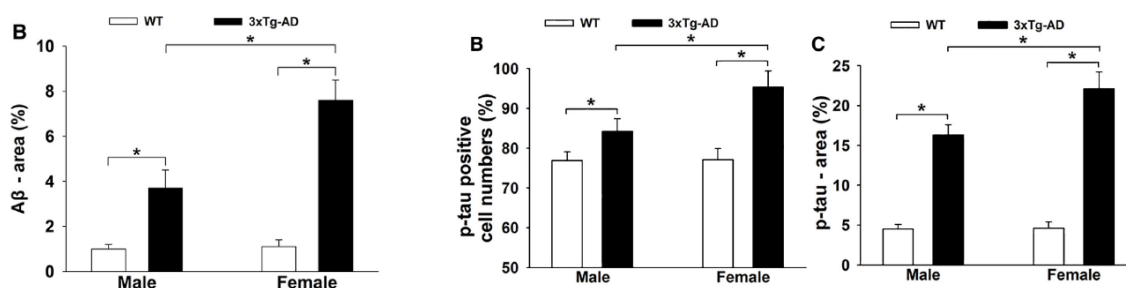 B
WT
3xTg-AD
Aβ - area (%)
10
8
6
4
2
0
*
*
*
Male
Female
B
WT
3xTg-AD
p-tau positive
cell numbers (%)
100
90
80
70
60
50
*
*
*
Male
Female
C
WT
3xTg-AD
p-tau - area (%)
25
20
15
10
5
0
*
*
*
Male
Female